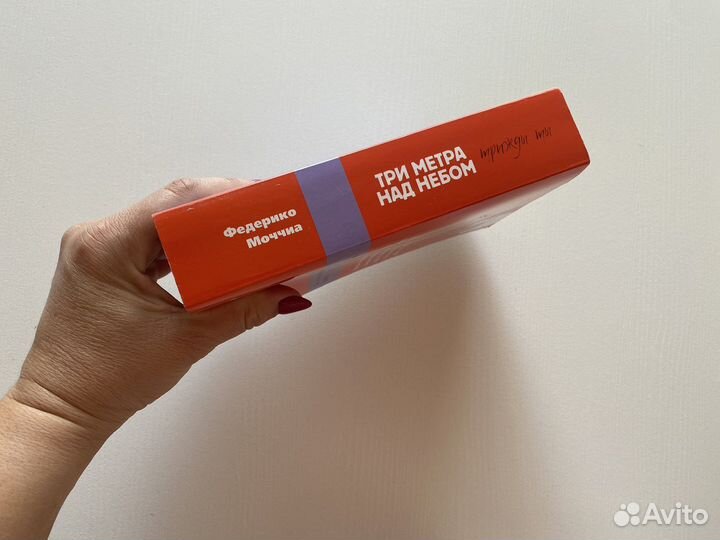 Федерико
Моччиа
ТРИ МЕТРА
НАД НЕБОМ
трижды ты
Avito